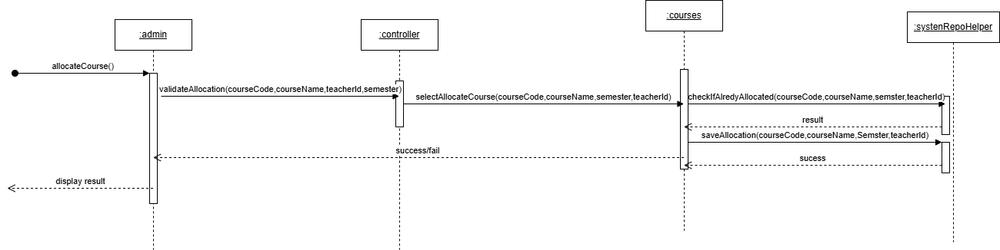 :courses
:admin
:controller
:systenRepoHelper
allocateCourse()
validateAllocation(courseCode,courseName,teacherId,semester)
selectAllocateCourse(courseCode,courseName,semester,teacherId)
checkIfAlredyAllocated(courseCode,courseName,semster,teacherId)
result
saveAllocation(courseCode,courseName,Semster,teacherId)
success/fail
sucess
display result